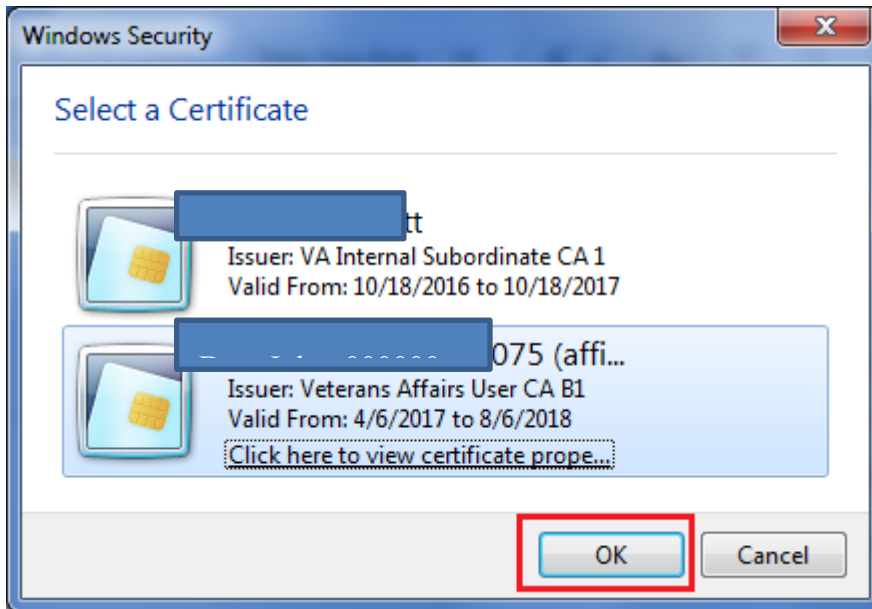 Windows Security
Select a Certificate
tt
Issuer: VA Internal Subordinate CA 1
Valid From: 10/18/2016 to 10/18/2017
075 (affi...
Issuer: Veterans Affairs User CA B1
Valid From: 4/6/2017 to 8/6/2018
Click here to view certificate prope...
OK
Cancel